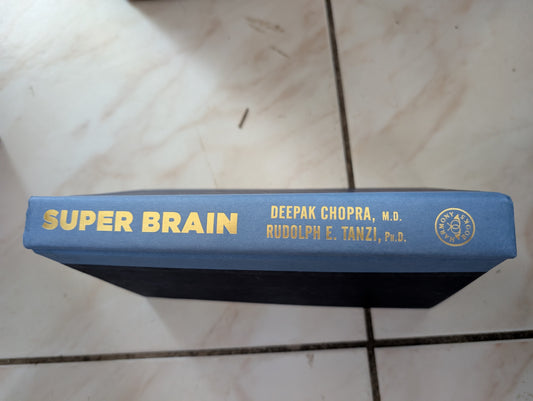 SUPER BRAIN
DEEPAK CHOPRA, M.D.
RUDOLPH E. TANZI, PH.D.
HARMONY BOOKS